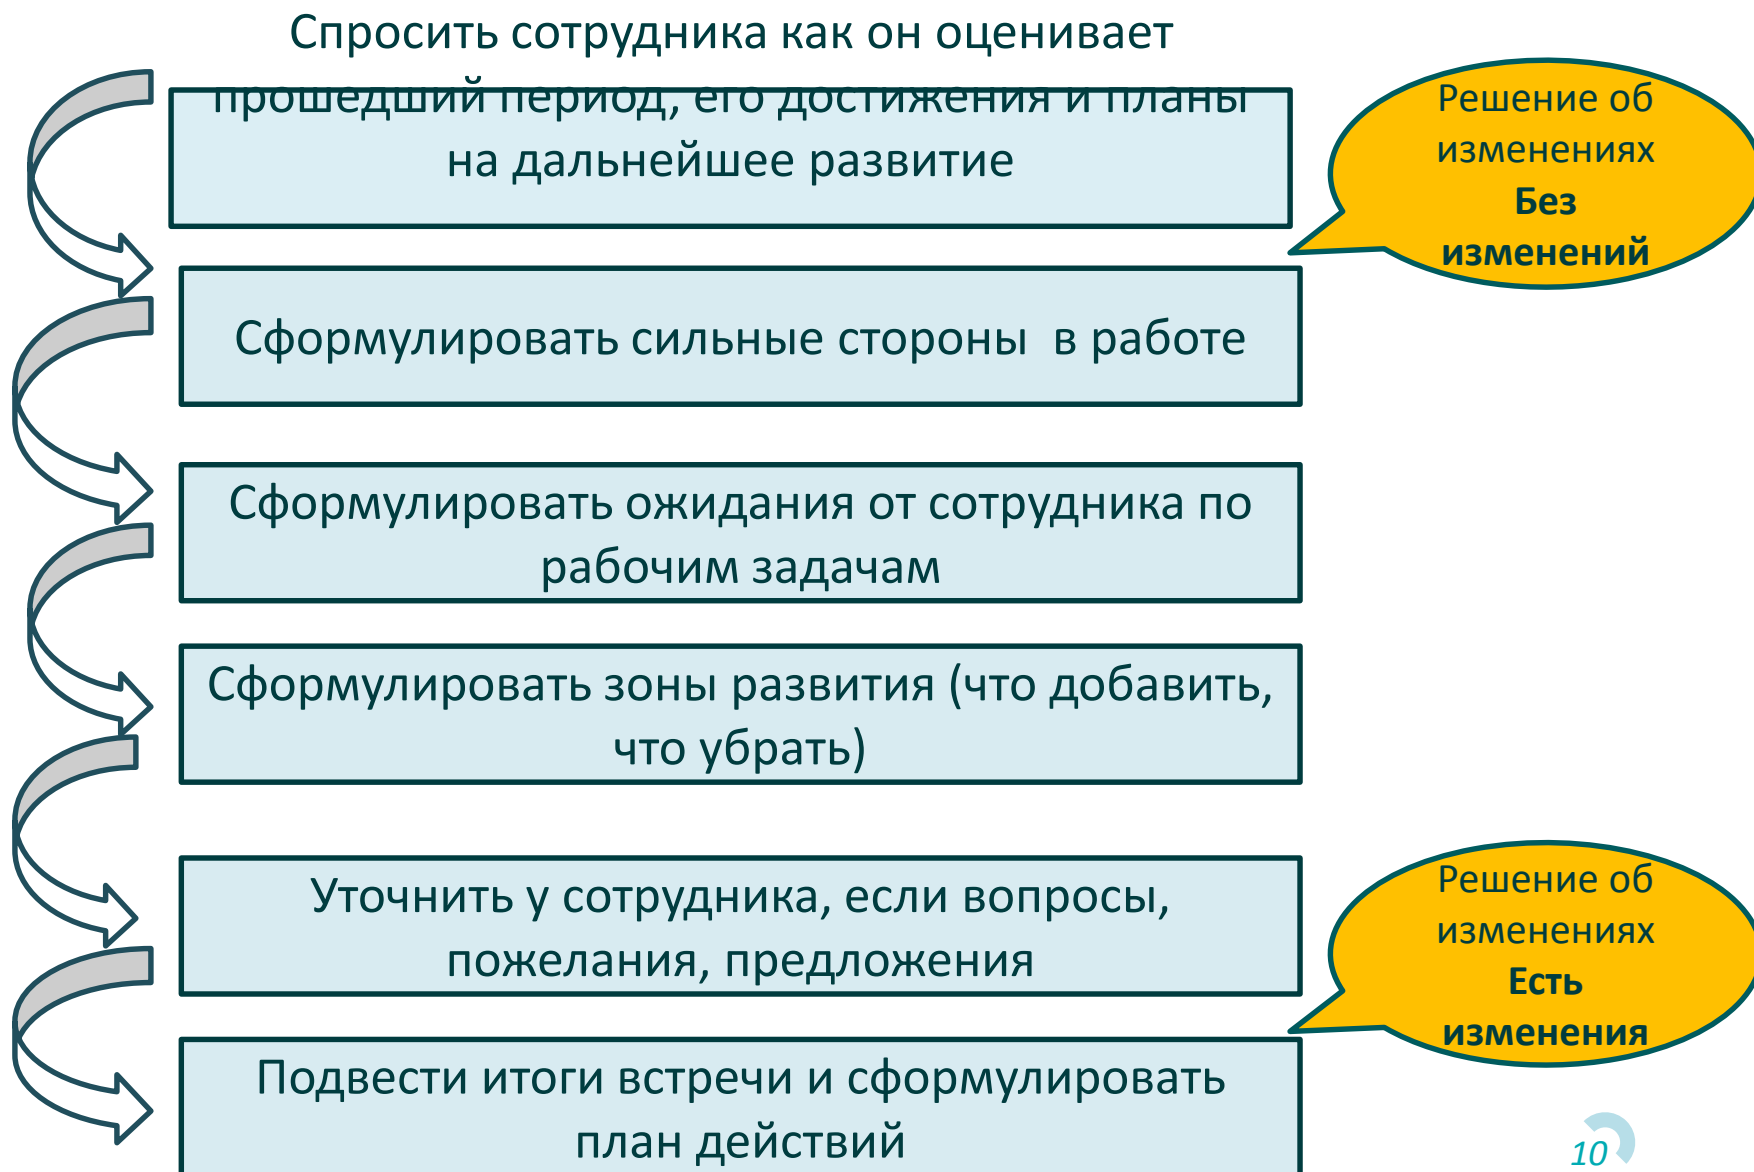 Спросить сотрудника как он оценивает
прошедший период, его достижения и планы
на дальнейшее развитие
Решение об
изменениях
Без
изменений
Сформулировать сильные стороны в работе
Сформулировать ожидания от сотрудника по
рабочим задачам
Сформулировать зоны развития (что добавить,
что убрать)
Уточнить у сотрудника, если вопросы,
пожелания, предложения
Решение об
изменениях
Есть
изменения
Подвести итоги встречи и сформулировать
план действий
10